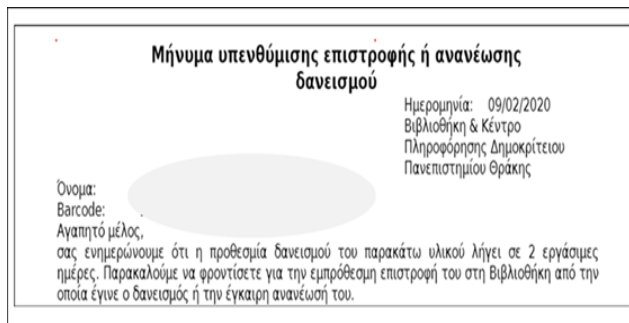 Μήνυμα υπενθύμισης επιστροφής ή ανανέωσης
δανεισμού
Ημερομηνία: 09/02/2020
Βιβλιοθήκη & Κέντρο
Πληροφόρησης Δημοκρίτειου
Πανεπιστημίου Θράκης
Όνομα:
Barcode:
Αγαπητό μέλος,
σας ενημερώνουμε ότι η προθεσμία δανεισμού του παρακάτω υλικού λήγει σε 2 εργάσιμες
ημέρες. Παρακαλούμε να φροντίσετε για την εμπρόθεσμη επιστροφή του στη Βιβλιοθήκη από την
οποία έγινε ο δανεισμός ή την έγκαιρη ανανέωσή του.